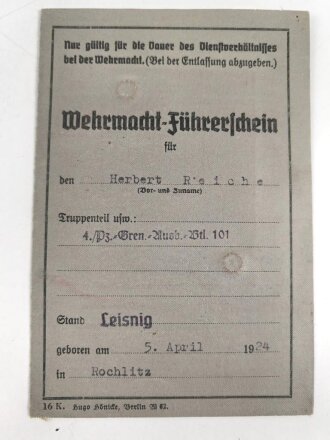 Nur gültig für die Dauer des Dienstverhältnisses
bei der Wehrmacht. (Bei der Entlassung abzugeben.)
Wehrmacht-Führerschein
für
den Herbert Reiche
(Vor- und Zuname)
Truppenteil usw.:
4./Pz.-Gren.-Ausb.-Btl. 101
Stand Leisnig
geboren am 5. April 1924
in Rochlitz
16 K. Hugo Hönicke, Berlin W 62.